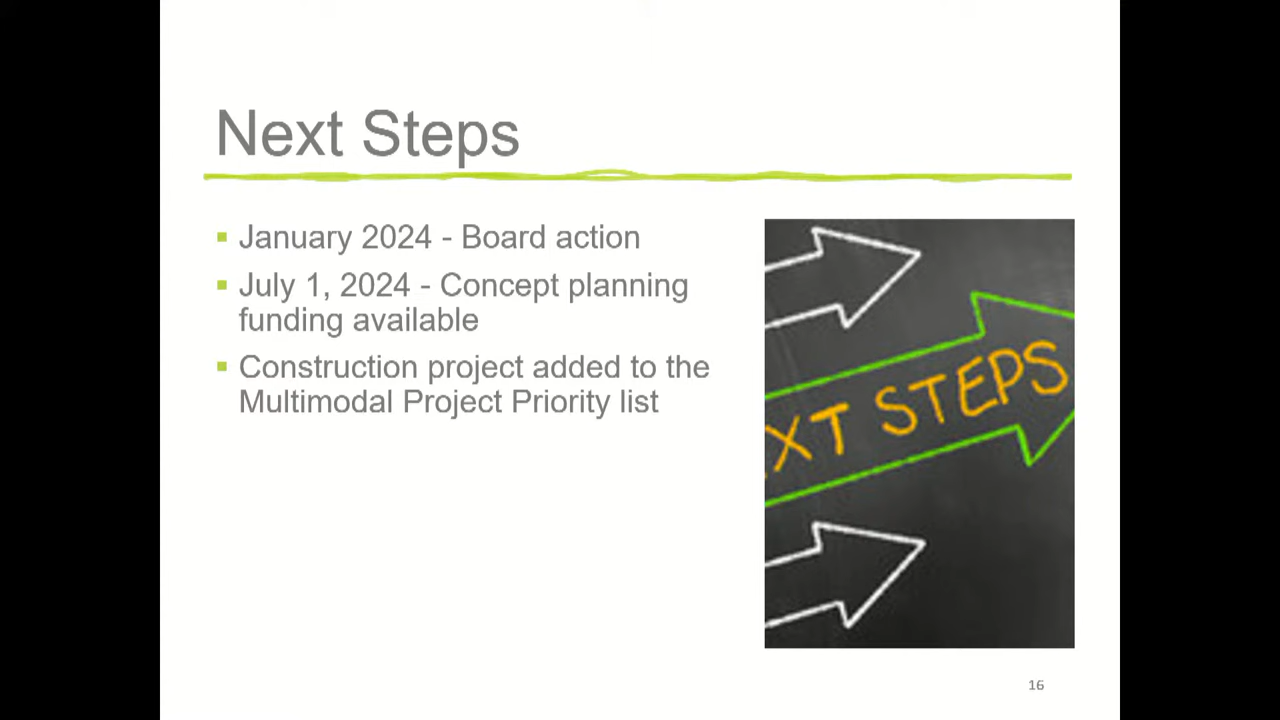 Next Steps
January 2024 - Board action
July 1, 2024 - Concept planning
funding available
Construction project added to the
Multimodal Project Priority list
XT STEPS
16